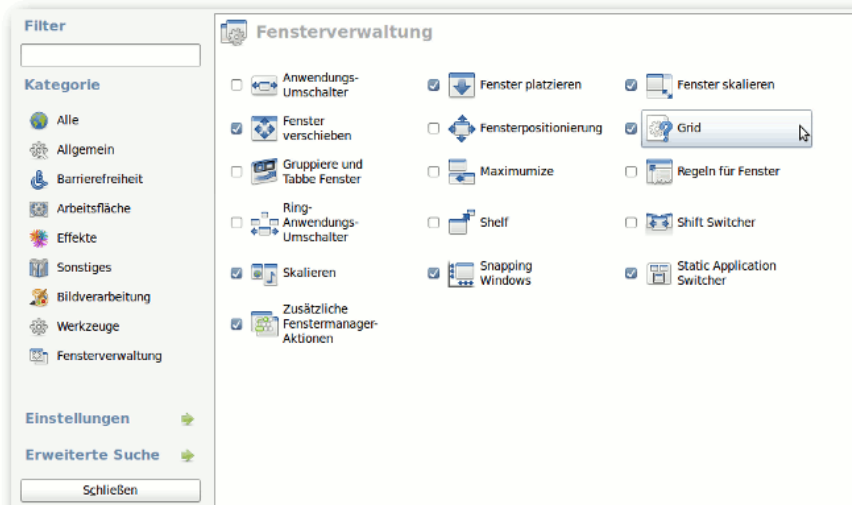 Filter
Kategorie
Alle
Allgemein
Barrierefreiheit
Arbeitsfläche
Effekte
Sonstiges
Bildverarbeitung
Werkzeuge
Fensterverwaltung
Einstellungen
Erweiterte Suche
Schließen
Fensterverwaltung
Anwendungs-
Umschalter
Fenster platzieren
Fenster skalieren
Fenster
verschieben
Fensterpositionierung
Grid
Gruppiere und
Tabbe Fenster
Maximumize
Regeln für Fenster
Ring-
Anwendungs-
Umschalter
Shelf
Shift Switcher
Skalieren
Snapping
Windows
Static Application
Switcher
Zusätzliche
Fenstermanager-
Aktionen